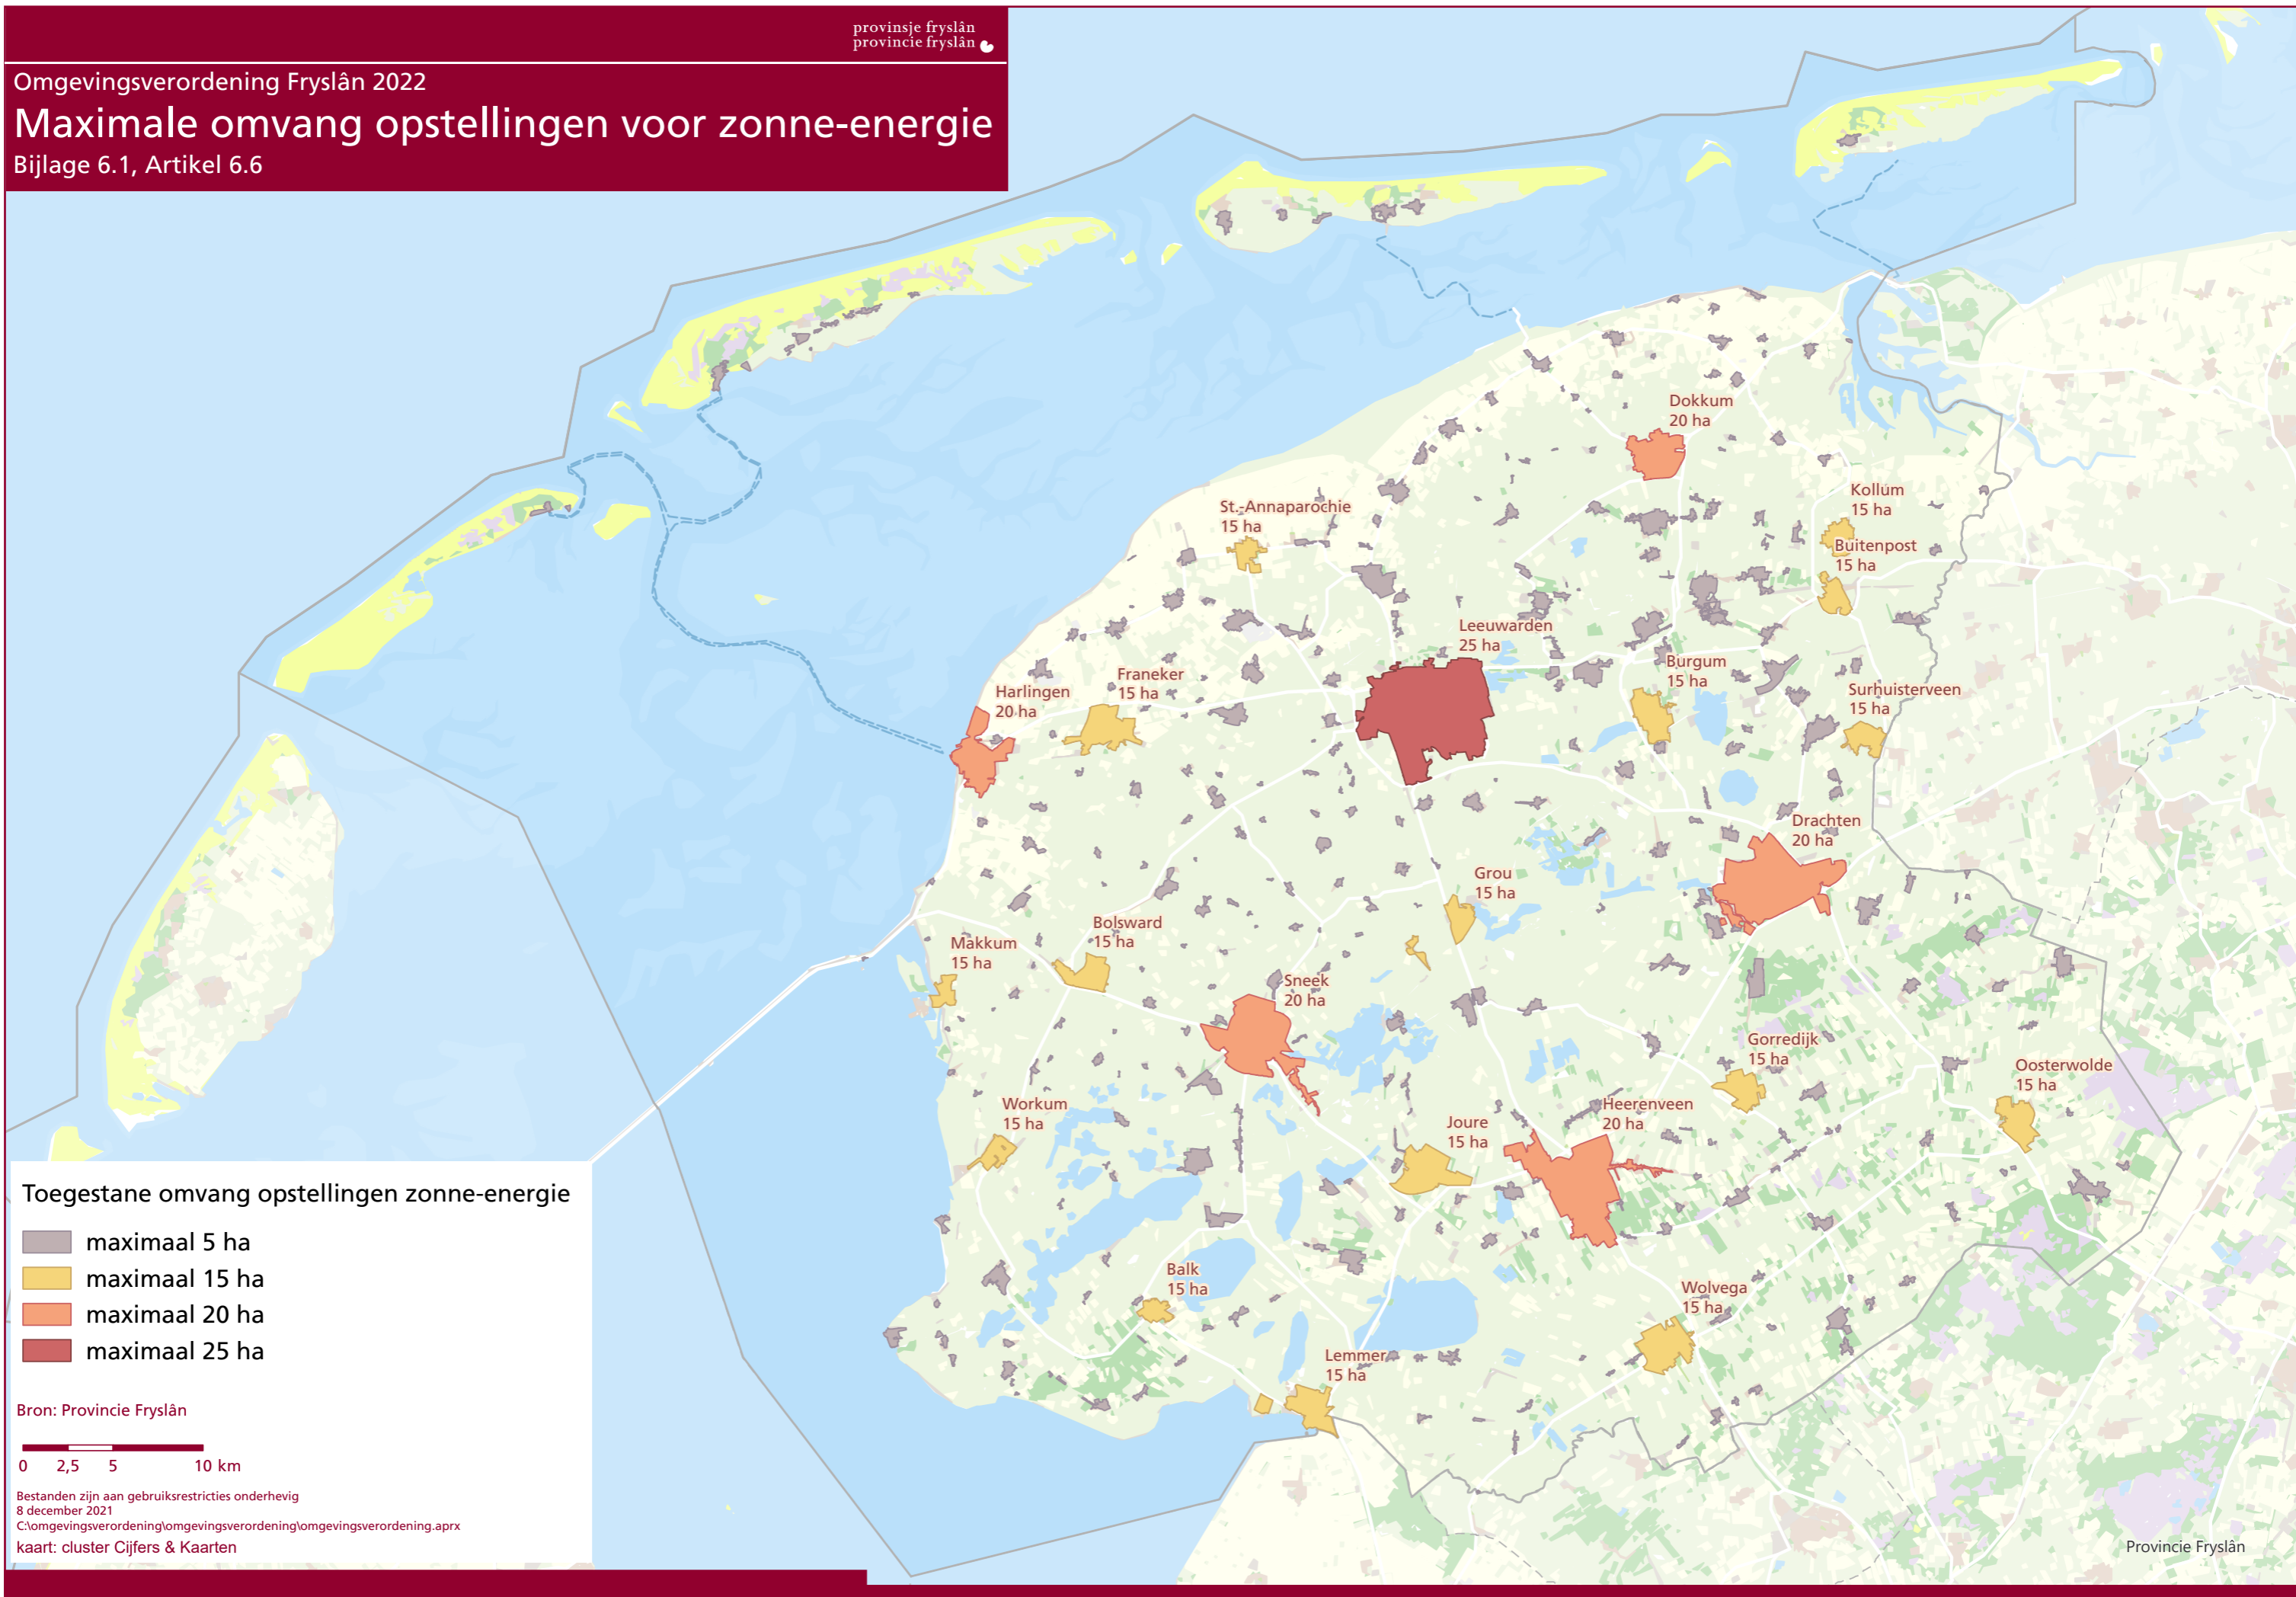 provinsje fryslân
provincie fryslân
Omgevingsverordening Fryslân 2022
Maximale omvang opstellingen voor zonne-energie
Bijlage 6.1, Artikel 6.6
Dokkum
20 ha
Kollum
15 ha
St.-Annaparochie
15 ha
Buitenpost
15 ha
Leeuwarden
25 ha
Burgum
15 ha
Franeker
15 ha
Harlingen
20 ha
Surhuisterveen
15 ha
Drachten
20 ha
Grou
15 ha
Bolsward
15 ha
Makkum
15 ha
Sneek
20 ha
Gorredijk
15 ha
Oosterwolde
15 ha
Workum
15 ha
Heerenveen
20 ha
Joure
15 ha
Balk
15 ha
Wolvega
15 ha
Lemmer
15 ha
Toegestane omvang opstellingen zonne-energie
maximaal 5 ha
maximaal 15 ha
maximaal 20 ha
maximaal 25 ha
Bron: Provincie Fryslân
0 2,5 5 10 km
Bestanden zijn aan gebruiksrestricties onderhevig
8 december 2021
C:\omgevingsverordening\omgevingsverordening\omgevingsverordening.aprx
kaart: cluster Cijfers & Kaarten
Provincie Fryslân